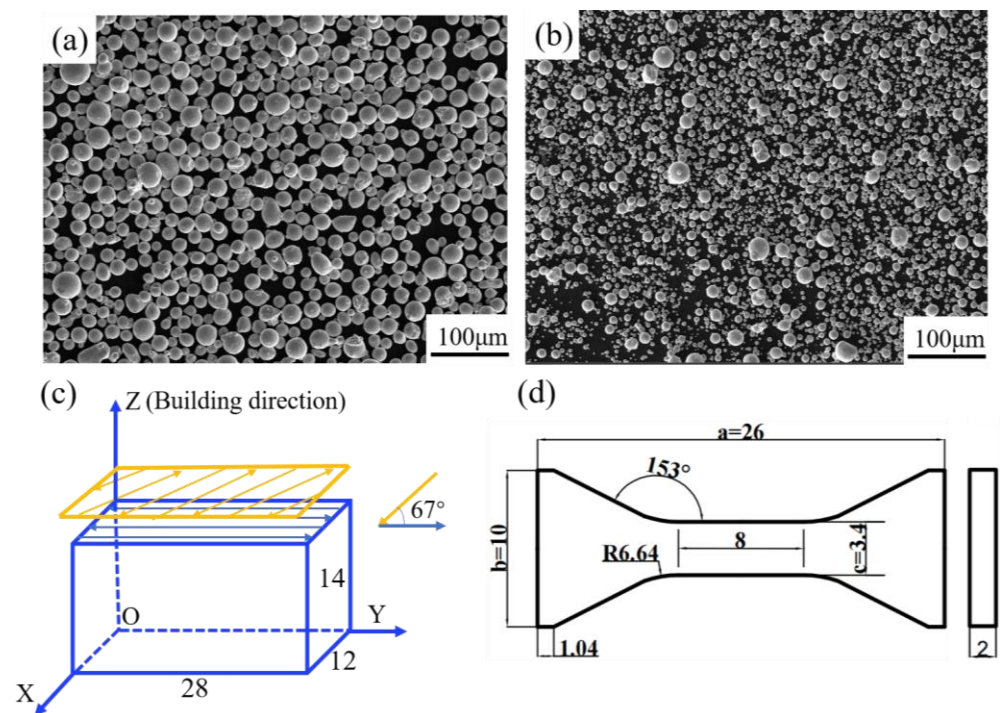 (a)
100μm
(b)
100μm
(c)
Z (Building direction)
67°
14
O
Y
12
28
X
(d)
a=26
153°
b=10
8
c=3.4
R6.64
1.04
2